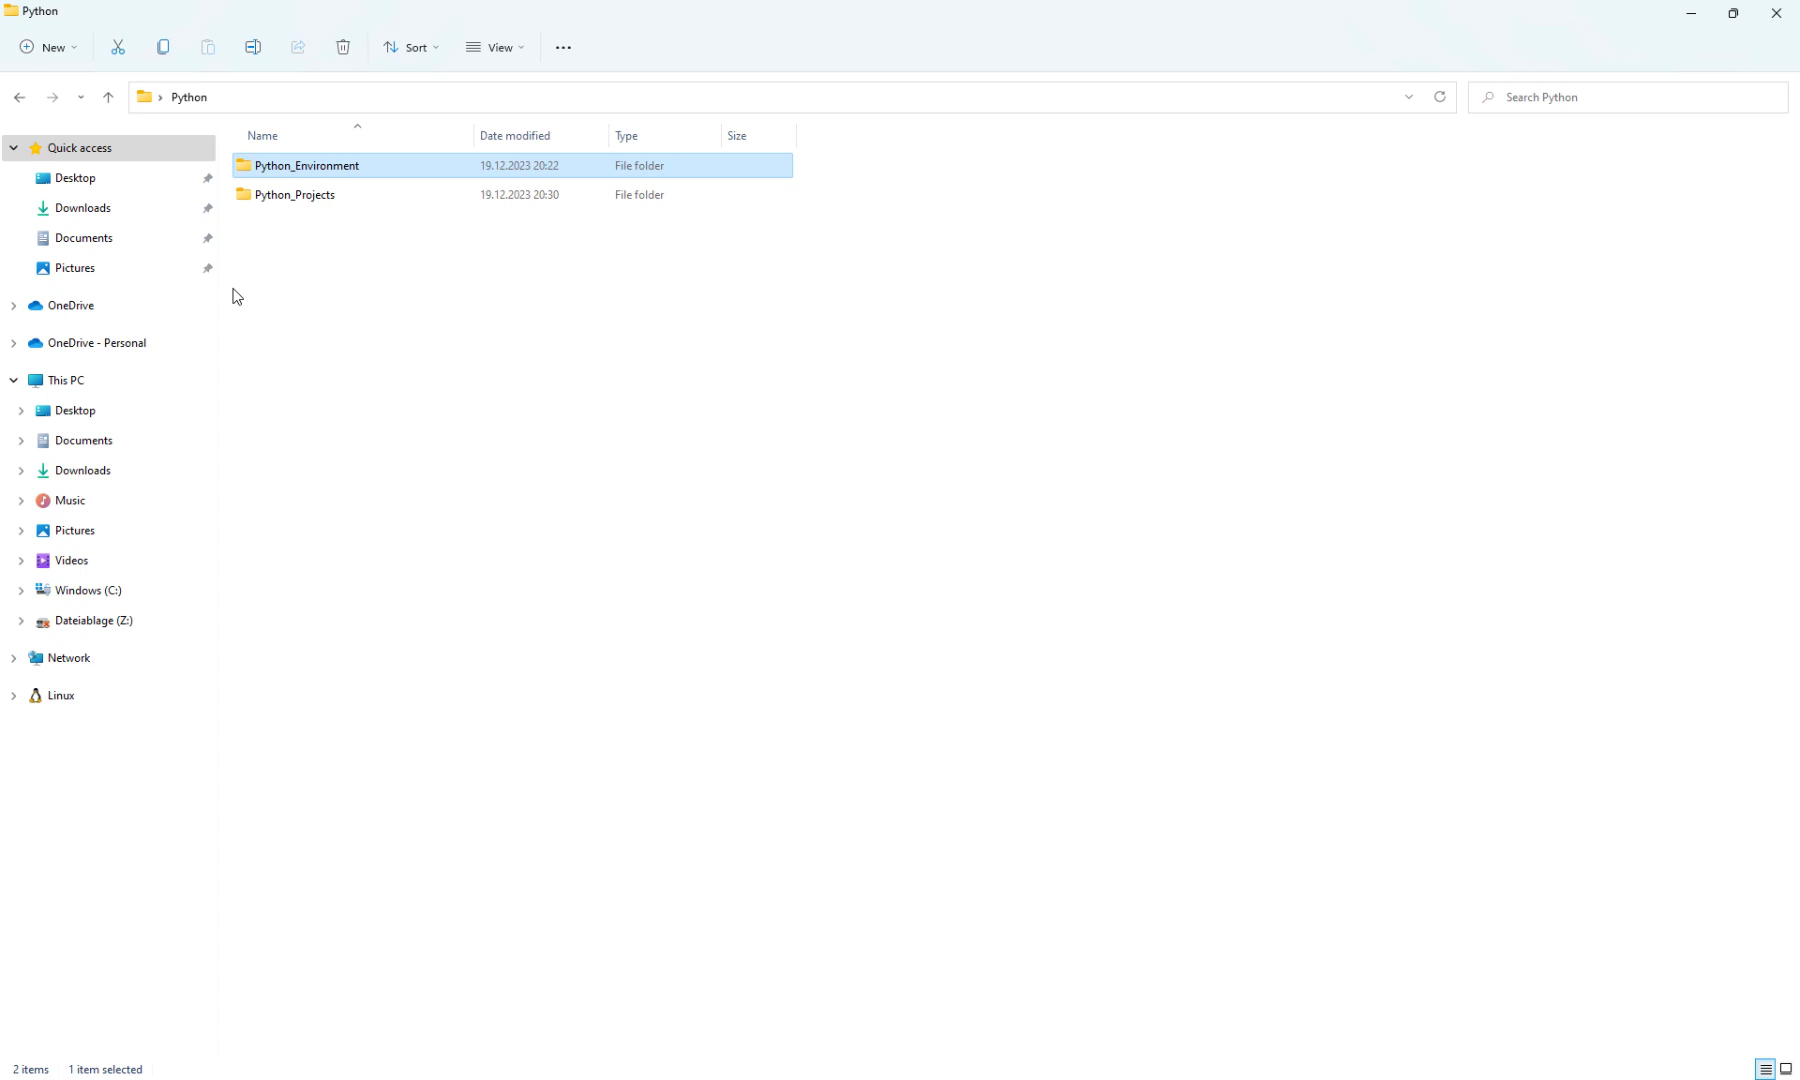 Python
New
Sort
View
Python
Search Python
Name
Date modified
Type
Size
Quick access
Desktop
Downloads
Documents
Pictures
OneDrive
OneDrive - Personal
This PC
Desktop
Documents
Downloads
Music
Pictures
Videos
Windows (C:)
Dateiablage (Z:)
Network
Linux
Python_Environment 19.12.2023 20:22 File folder
Python_Projects 19.12.2023 20:30 File folder
2 items 1 item selected